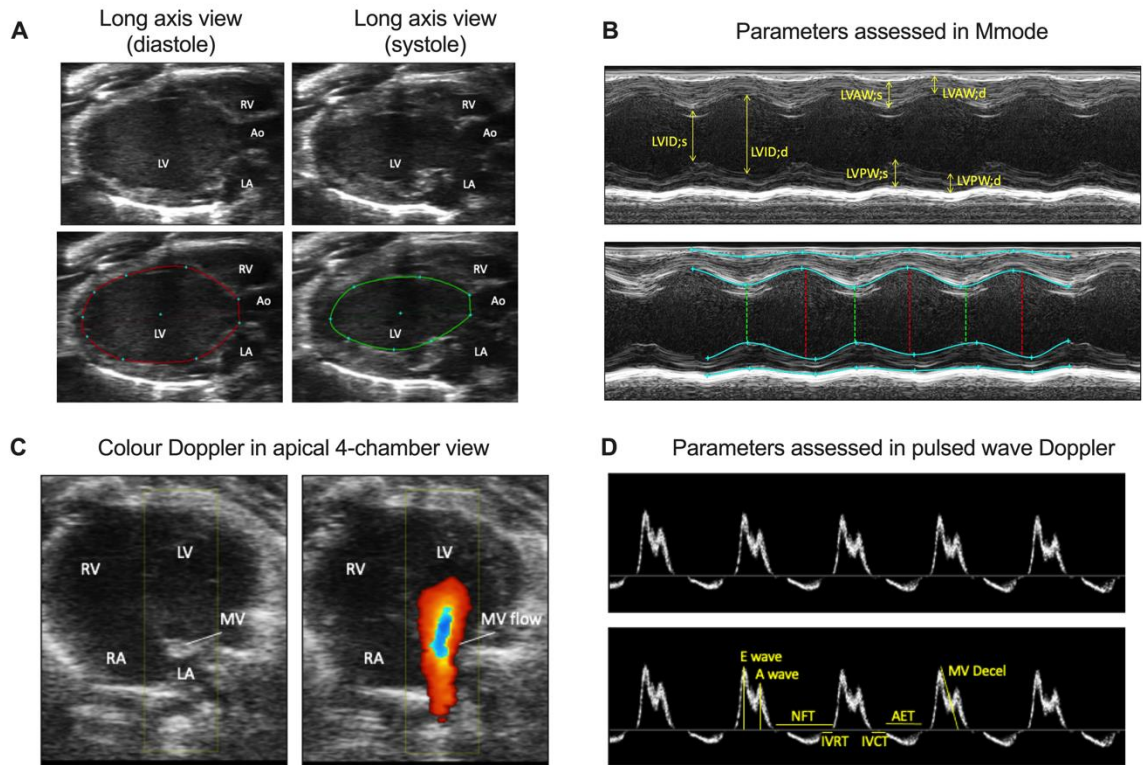 A
Long axis view
(diastole)
Long axis view
(systole)
RV
Ao
LV
LA
RV
Ao
LV
LA
RV
Ao
LV
LA
RV
Ao
LV
LA
B
Parameters assessed in Mmode
LVAW;s
LVAW;d
LVID;s
LVID;d
LVPW;s
LVPW;d
C
Colour Doppler in apical 4-chamber view
LV
RV
MV
RA
LA
LV
RV
MV flow
RA
D
Parameters assessed in pulsed wave Doppler
E wave
A wave
MV Decel
NFT
AET
IVRT
IVCT